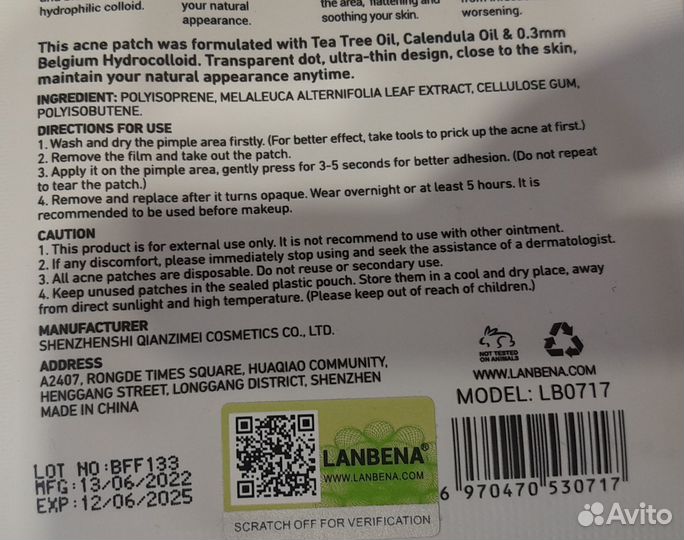 hydrophilic colloid.
your natural
appearance.
the area, flattening and
soothing your skin.
worsening.
This acne patch was formulated with Tea Tree Oil, Calendula Oil & 0.3mm
Belgium Hydrocolloid. Transparent dot, ultra-thin design, close to the skin,
maintain your natural appearance anytime.
INGREDIENT: POLYISOPRENE, MELALEUCA ALTERNIFOLIA LEAF EXTRACT, CELLULOSE GUM,
POLYISOBUTENE.
DIRECTIONS FOR USE
1. Wash and dry the pimple area firstly. (For better effect, take tools to prick up the acne at first.)
2. Remove the film and take out the patch.
3. Apply it on the pimple area, gently press for 3-5 seconds for better adhesion. (Do not repeat
to tear the patch.)
4. Remove and replace after it turns opaque. Wear overnight or at least 5 hours. It is
recommended to be used before makeup.
CAUTION
1. This product is for external use only. It is not recommend to use with other ointment.
2. If any discomfort, please immediately stop using and seek the assistance of a dermatologist.
3. All acne patches are disposable. Do not reuse or secondary use.
4. Keep unused patches in the sealed plastic pouch. Store them in a cool and dry place, away
from direct sunlight and high temperature. (Please keep out of reach of children.)
MANUFACTURER
SHENZHENSHI QIANZIMEI COSMETICS CO., LTD.
ADDRESS
A2407, RONGDE TIMES SQUARE, HUAQIAO COMMUNITY,
HENGGANG STREET, LONGGANG DISTRICT, SHENZHEN
MADE IN CHINA
NOT TESTED
ON ANIMALS
WWW.LANBENA.COM
MODEL: LB0717
LOT NO:BFF133
MFG:13/06/2022
EXP:12/06/2025
LANBENA®
WWW.LANBENA.COM
SCRATCH OFF FOR VERIFICATION
6 970470 530717
Avito